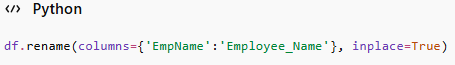 </> Python
df.rename(columns={'EmpName':'Employee_Name'}, inplace=True)